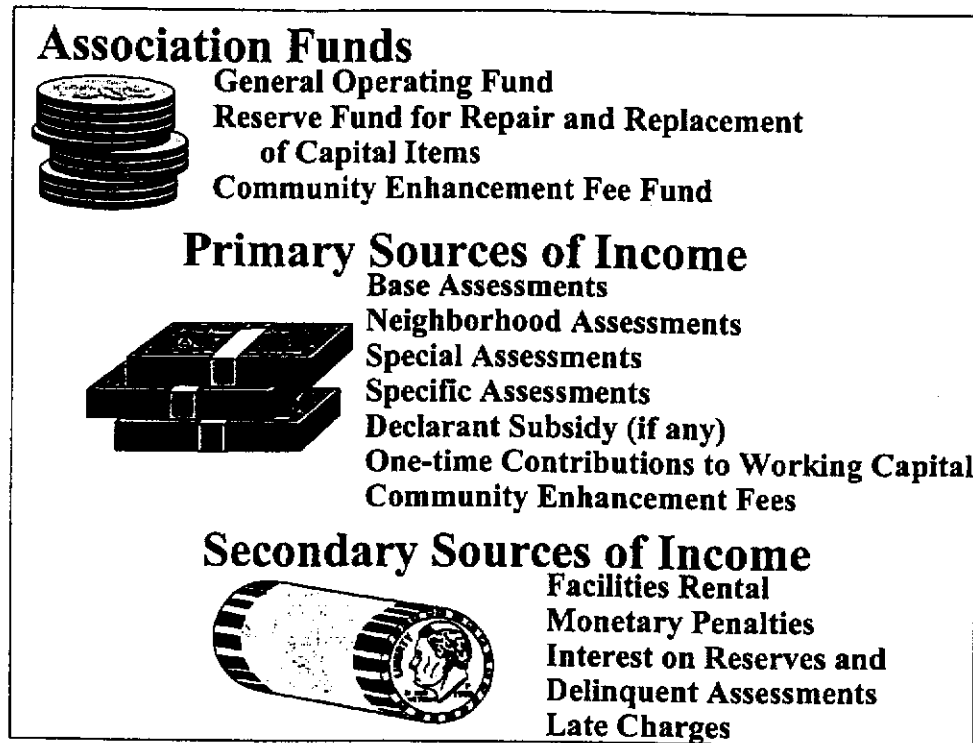 Association Funds
General Operating Fund
Reserve Fund for Repair and Replacement
of Capital Items
Community Enhancement Fee Fund
Primary Sources of Income
Base Assessments
Neighborhood Assessments
Special Assessments
Specific Assessments
Declarant Subsidy (if any)
One-time Contributions to Working Capital
Community Enhancement Fees
Secondary Sources of Income
Facilities Rental
Monetary Penalties
Interest on Reserves and
Delinquent Assessments
Late Charges
LIBERTY